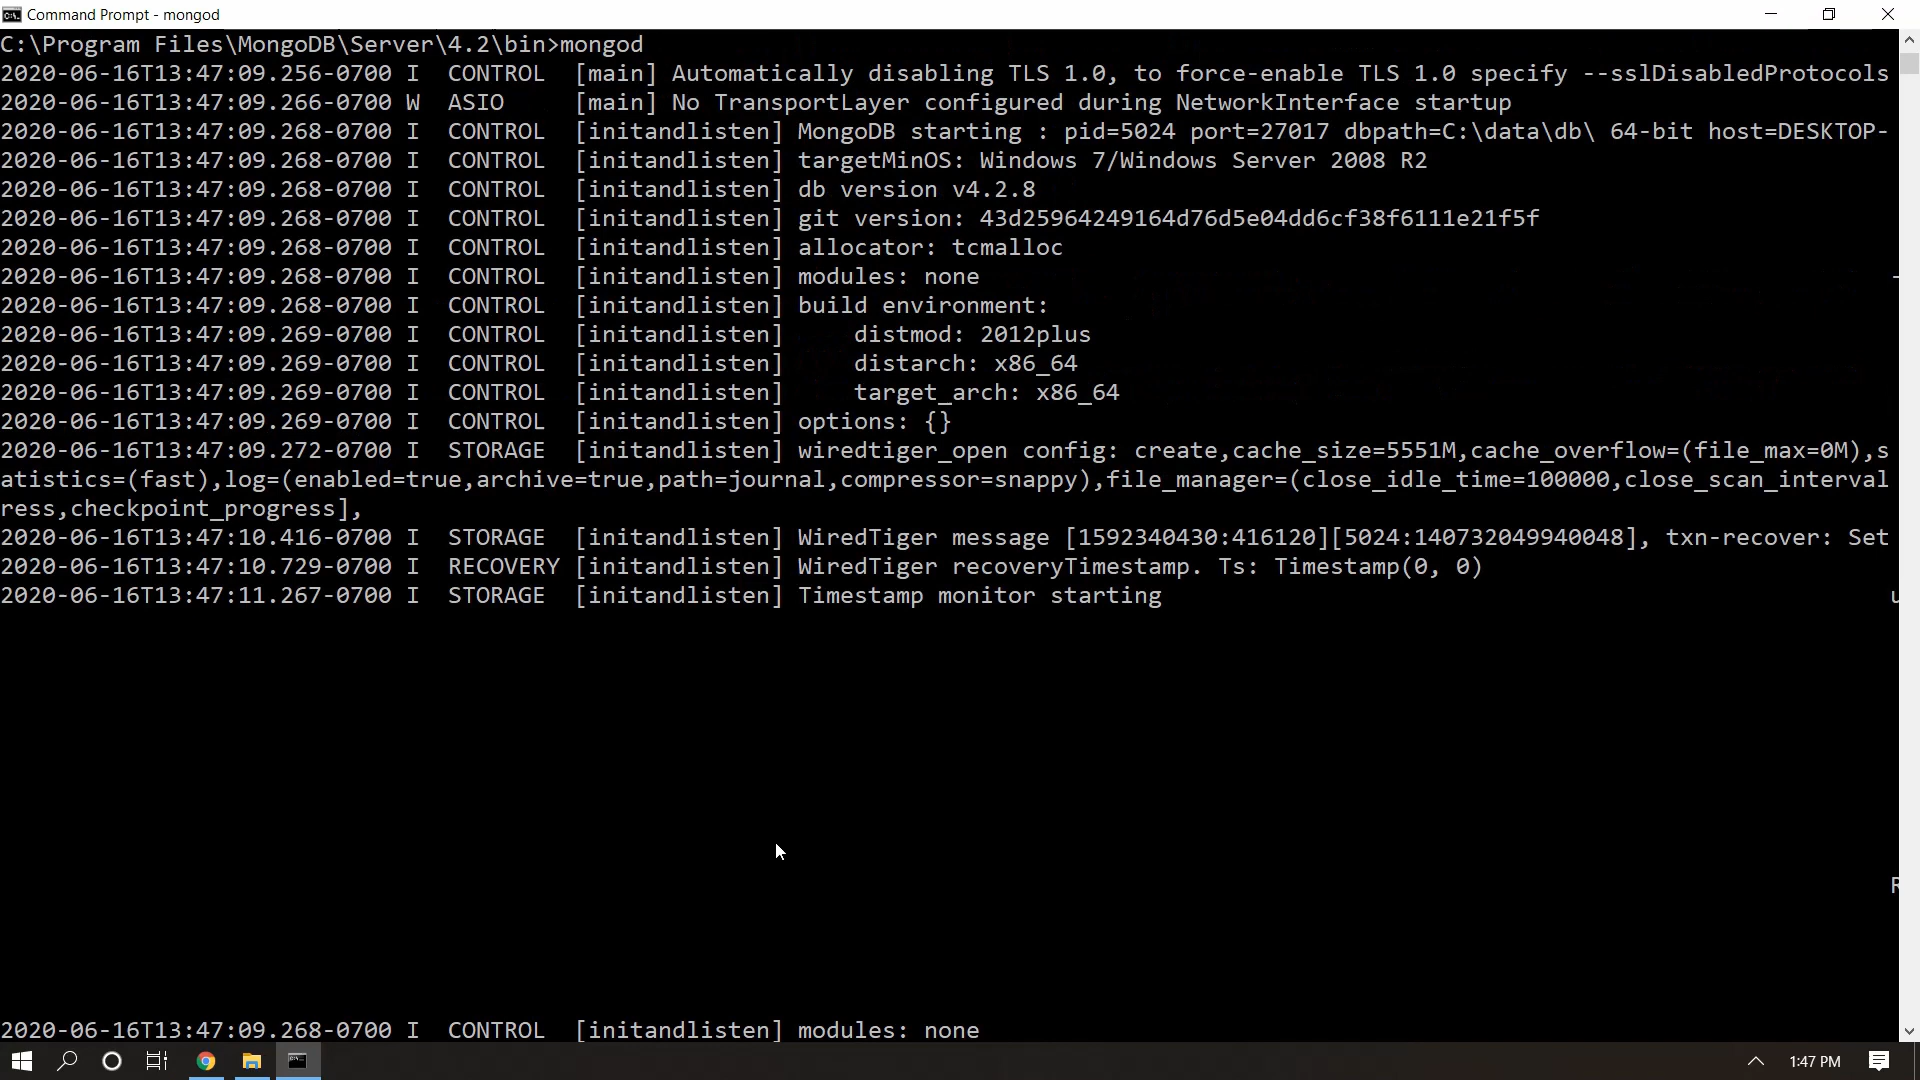 Command Prompt - mongod
C:\Program Files\MongoDB\Server\4.2\bin>mongod
2020-06-16T13:47:09.256-0700 I  CONTROL  [main] Automatically disabling TLS 1.0, to force-enable TLS 1.0 specify --sslDisabledProtocols
2020-06-16T13:47:09.266-0700 W  ASIO     [main] No TransportLayer configured during NetworkInterface startup
2020-06-16T13:47:09.268-0700 I  CONTROL  [initandlisten] MongoDB starting : pid=5024 port=27017 dbpath=C:\data\db\ 64-bit host=DESKTOP-
2020-06-16T13:47:09.268-0700 I  CONTROL  [initandlisten] targetMinOS: Windows 7/Windows Server 2008 R2
2020-06-16T13:47:09.268-0700 I  CONTROL  [initandlisten] db version v4.2.8
2020-06-16T13:47:09.268-0700 I  CONTROL  [initandlisten] git version: 43d25964249164d76d5e04dd6cf38f6111e21f5f
2020-06-16T13:47:09.268-0700 I  CONTROL  [initandlisten] allocator: tcmalloc
2020-06-16T13:47:09.268-0700 I  CONTROL  [initandlisten] modules: none
2020-06-16T13:47:09.268-0700 I  CONTROL  [initandlisten] build environment:
2020-06-16T13:47:09.269-0700 I  CONTROL  [initandlisten]     distmod: 2012plus
2020-06-16T13:47:09.269-0700 I  CONTROL  [initandlisten]     distarch: x86_64
2020-06-16T13:47:09.269-0700 I  CONTROL  [initandlisten]     target_arch: x86_64
2020-06-16T13:47:09.269-0700 I  CONTROL  [initandlisten] options: {}
2020-06-16T13:47:09.272-0700 I  STORAGE  [initandlisten] wiredtiger_open config: create,cache_size=5551M,cache_overflow=(file_max=0M),s
atistics=(fast),log=(enabled=true,archive=true,path=journal,compressor=snappy),file_manager=(close_idle_time=100000,close_scan_interval
ress,checkpoint_progress],
2020-06-16T13:47:10.416-0700 I  STORAGE  [initandlisten] WiredTiger message [1592340430:416120][5024:140732049940048], txn-recover: Set
2020-06-16T13:47:10.729-0700 I  RECOVERY [initandlisten] WiredTiger recoveryTimestamp. Ts: Timestamp(0, 0)
2020-06-16T13:47:11.267-0700 I  STORAGE  [initandlisten] Timestamp monitor starting
2020-06-16T13:47:09.268-0700 I  CONTROL  [initandlisten] modules: none
1:47 PM